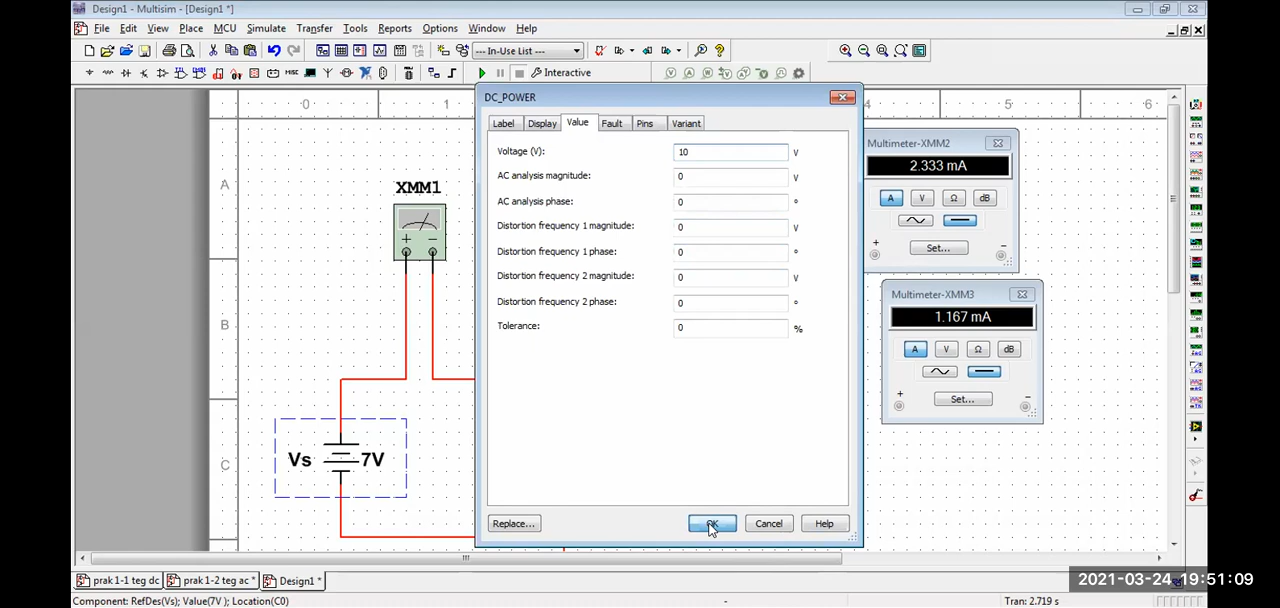 Design1 - Multisim - [Design1 *]
File Edit View Place MCU Simulate Transfer Tools Reports Options Window Help
--- In-Use List ---
Interactive
DC_POWER
Label Display Value Fault Pins Variant
Voltage (V): 10 V
AC analysis magnitude: 0 V
AC analysis phase: 0 °
Distortion frequency 1 magnitude: 0 V
Distortion frequency 1 phase: 0 °
Distortion frequency 2 magnitude: 0 V
Distortion frequency 2 phase: 0 °
Tolerance: 0 %
Replace... OK Cancel Help
0 1 4 5 6
A
B
C
XMM1
+ −
Vs 7V
Multimeter-XMM2
2.333 mA
A V Ω dB
+ Set... −
Multimeter-XMM3
1.167 mA
A V Ω dB
+ Set... −
prak 1-1 teg dc prak 1-2 teg ac * Design1 *
2021-03-24 19:51:09
Component: RefDes(Vs); Value(7V ); Location(C0) - Tran: 2.719 s